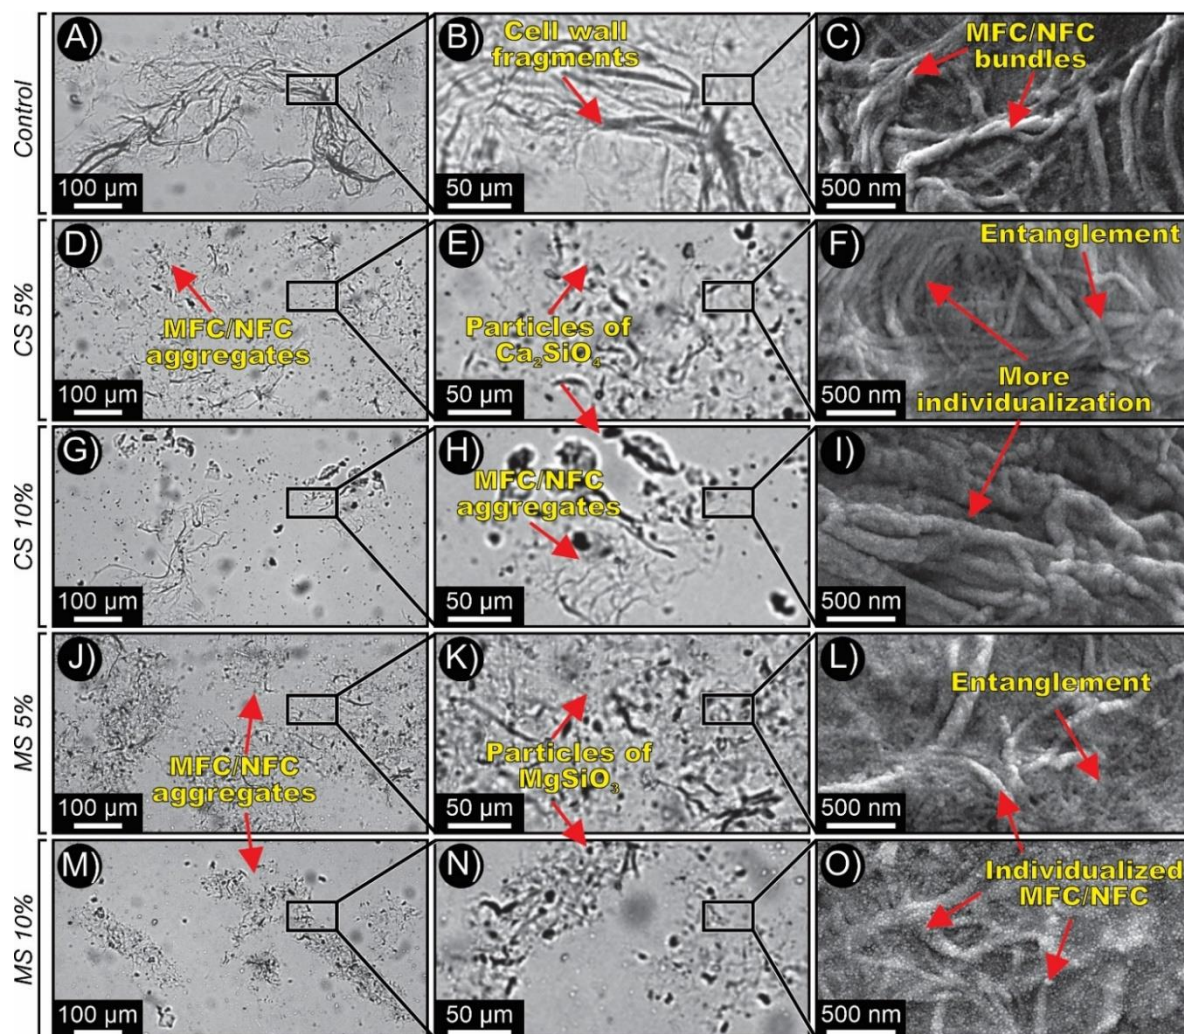 Control
A)
100 µm
B)
Cell wall
fragments
50 µm
C)
MFC/NFC
bundles
500 nm
CS 5%
D)
MFC/NFC
aggregates
100 µm
E)
Particles of
Ca₂SiO₄
50 µm
F)
Entanglement
More
individualization
500 nm
CS 10%
G)
100 µm
H)
MFC/NFC
aggregates
50 µm
I)
500 nm
MS 5%
J)
MFC/NFC
aggregates
100 µm
K)
Particles of
MgSiO₃
50 µm
L)
Entanglement
500 nm
MS 10%
M)
100 µm
N)
50 µm
O)
Individualized
MFC/NFC
500 nm